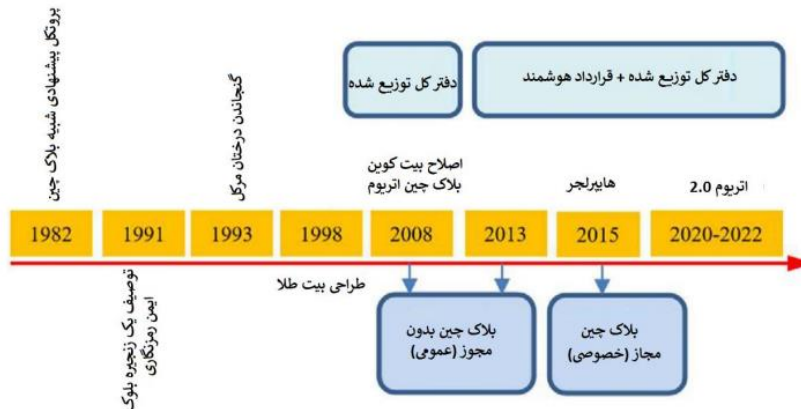 دفتر کل توزیع شده
دفتر کل توزیع شده + قرارداد هوشمند
پروتکل پیشنهادی شبیه بلاک چین
گنجاندن درختان مرکل
اصلاح بیت کوین
بلاک چین اتریوم
هایپرلجر
اتریوم 2.0
1982
1991
1993
1998
2008
2013
2015
2020-2022
توصیف یک زنجیره بلوک
ایمن رمزنگاری
طراحی بیت طلا
بلاک چین بدون
مجوز (عمومی)
بلاک چین
مجاز (خصوصی)